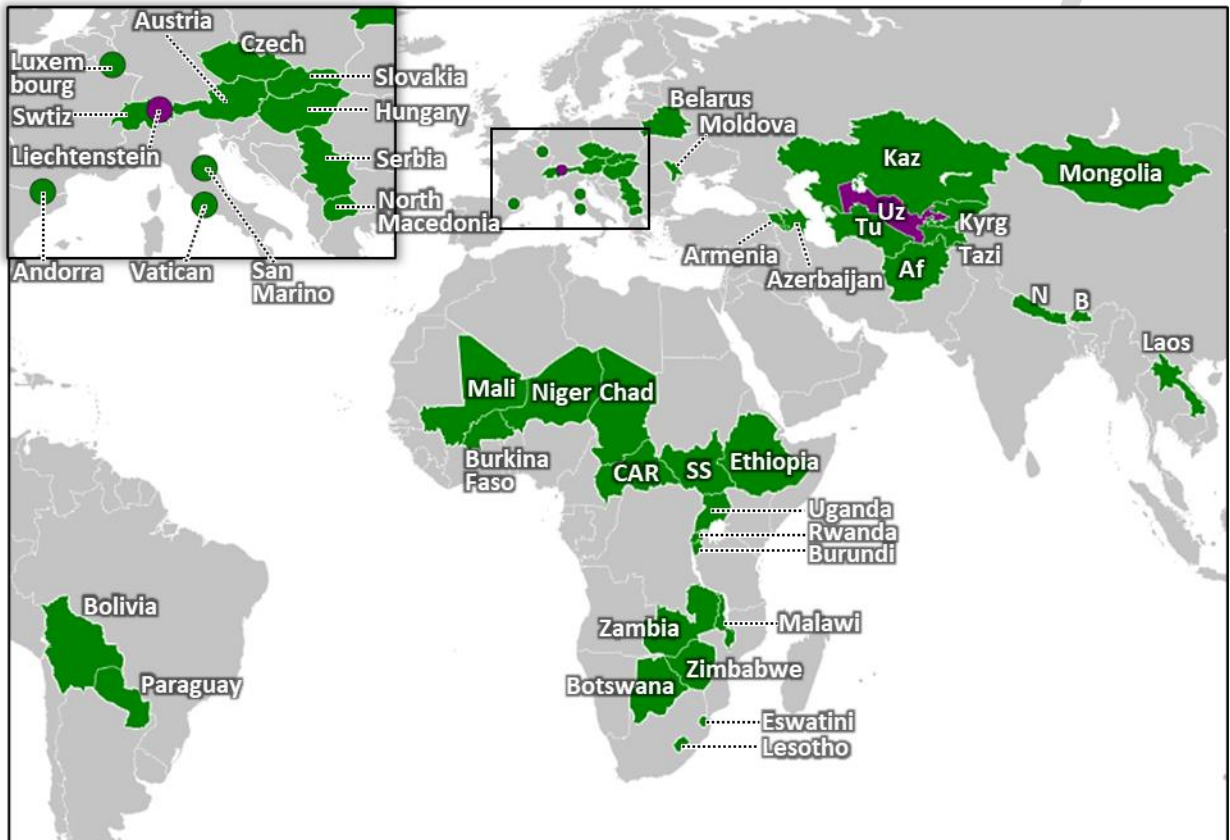 Austria
Czech
Luxem
bourg
Slovakia
Swtiz
Hungary
Liechtenstein
Serbia
North
Macedonia
Andorra
Vatican
San
Marino
Belarus
Moldova
Kaz
Mongolia
Uz
Tu
Kyrg
Tazi
Armenia
Azerbaijan
Af
N
B
Laos
Mali
Niger
Chad
Burkina
Faso
CAR
SS
Ethiopia
Uganda
Rwanda
Burundi
Bolivia
Zambia
Malawi
Paraguay
Botswana
Zimbabwe
Eswatini
Lesotho